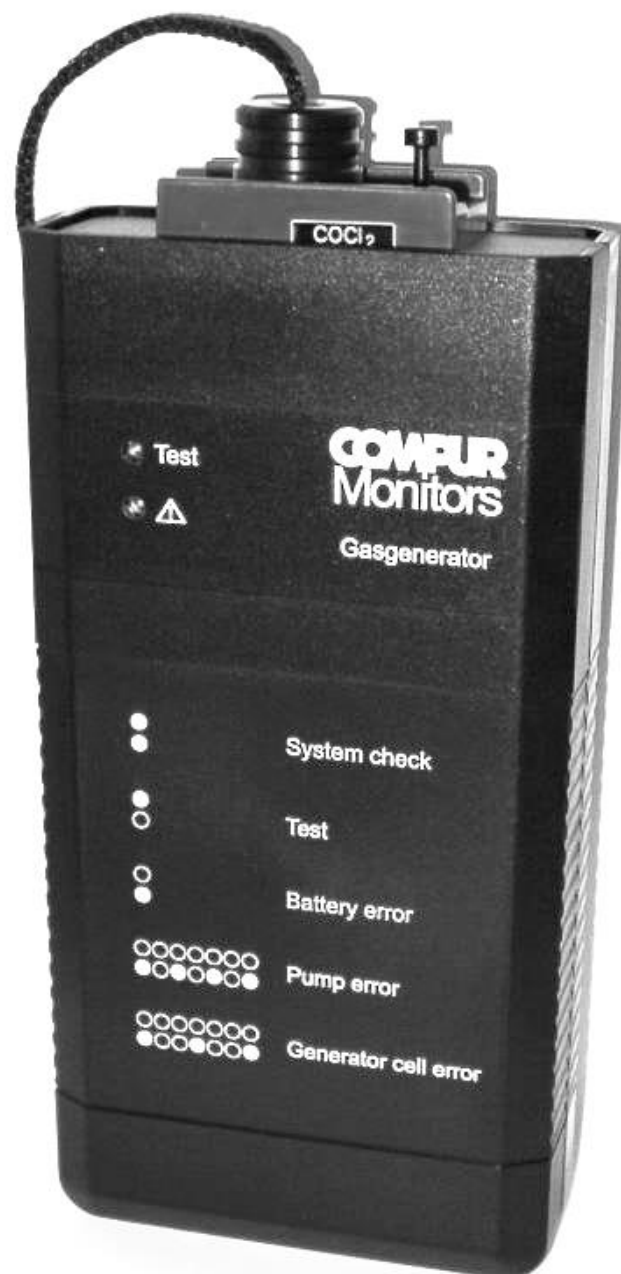 COCl₂
Test
COMPUR
Monitors
Gasgenerator
System check
Test
Battery error
Pump error
Generator cell error